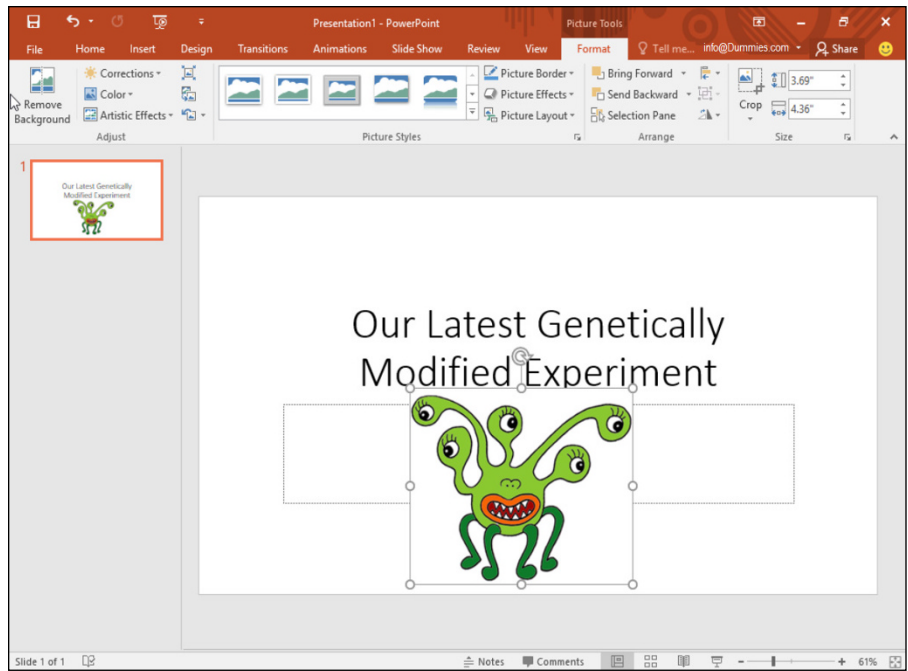 Presentation1 - PowerPoint
Picture Tools
File Home Insert Design Transitions Animations Slide Show Review View Format Tell me... info@Dummies.com Share
Remove Background
Corrections
Color
Artistic Effects
Adjust
Picture Styles
Picture Border
Picture Effects
Picture Layout
Bring Forward
Send Backward
Selection Pane
Arrange
Crop
3.69"
4.36"
Size
1
Our Latest Genetically
Modified Experiment
Our Latest Genetically
Modified Experiment
Slide 1 of 1
Notes Comments 61%